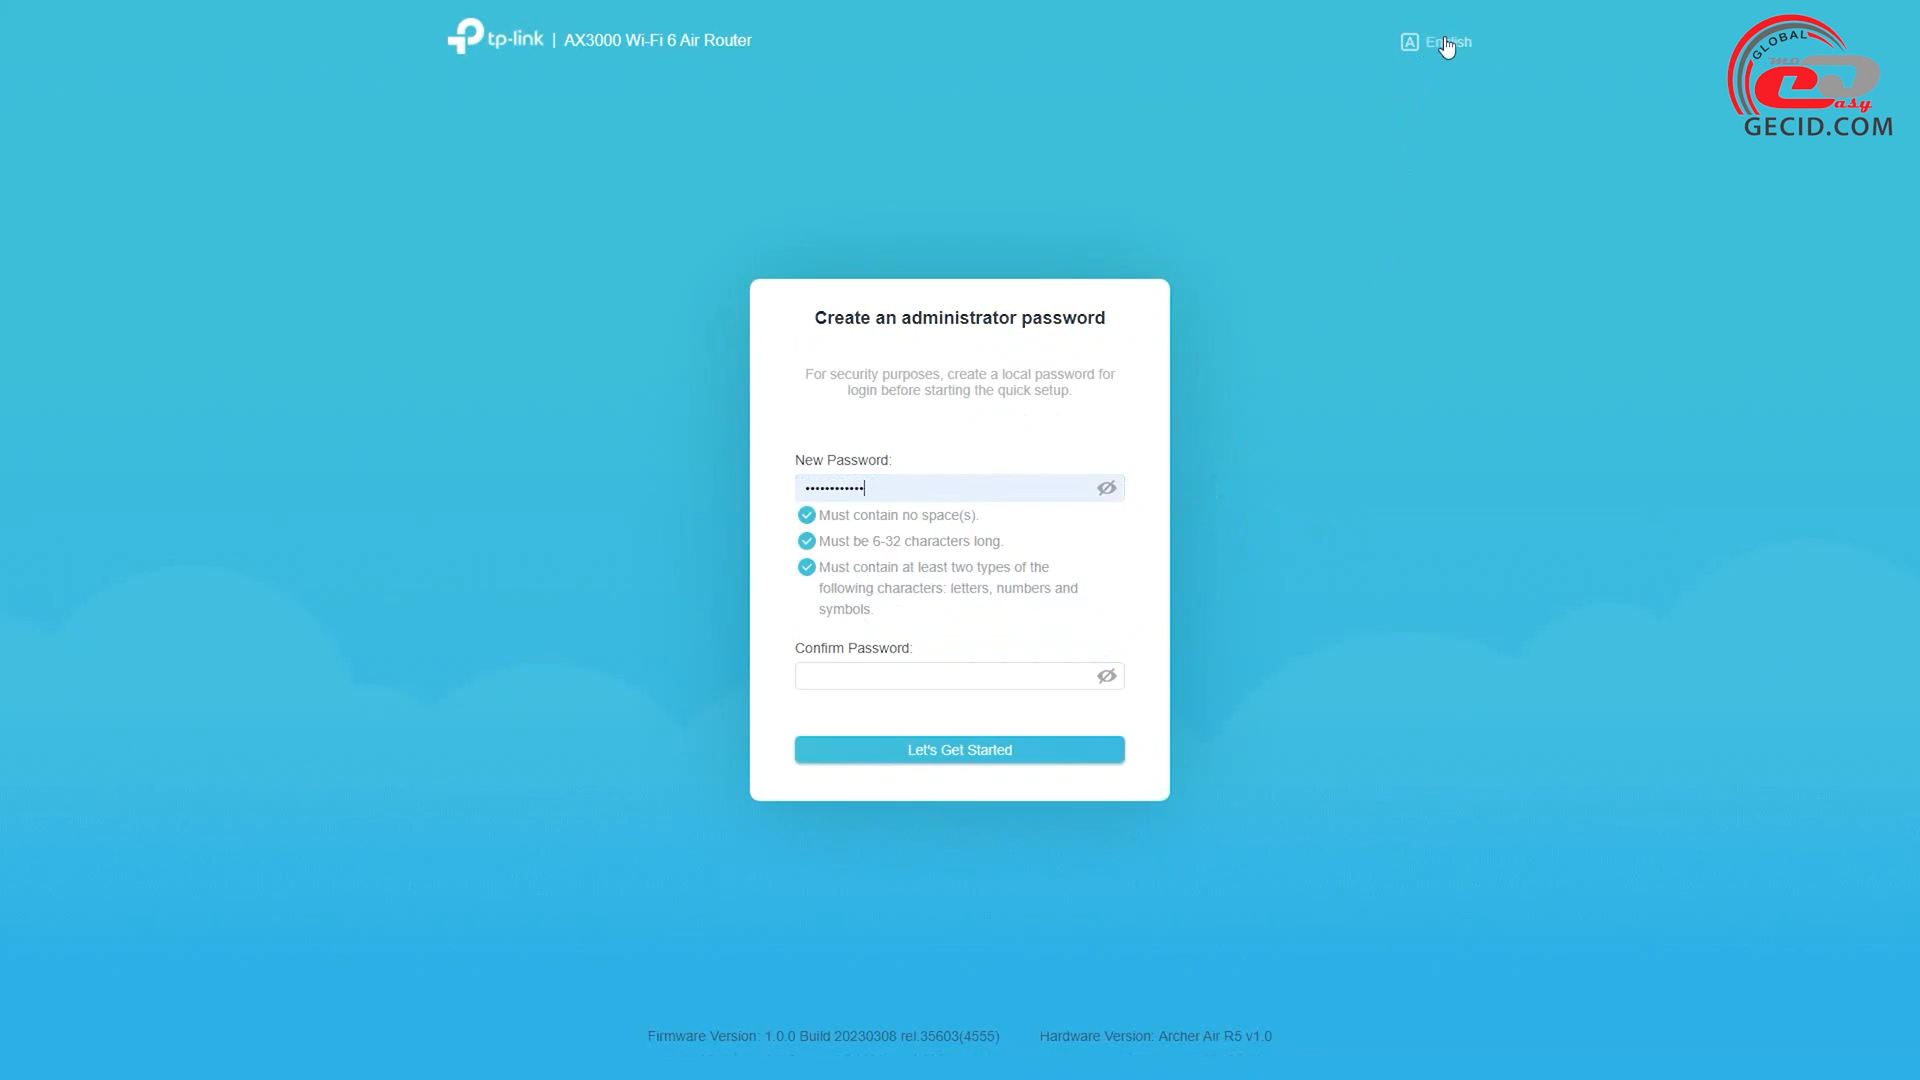 tp-link | AX3000 Wi-Fi 6 Air Router
English
GLOBAL
asy
GECID.COM
Create an administrator password
For security purposes, create a local password for
login before starting the quick setup.
New Password:
••••••••••••
Must contain no space(s).
Must be 6-32 characters long.
Must contain at least two types of the
following characters: letters, numbers and
symbols.
Confirm Password:
Let's Get Started
Firmware Version: 1.0.0 Build 20230308 rel.35603(4555)
Hardware Version: Archer Air R5 v1.0